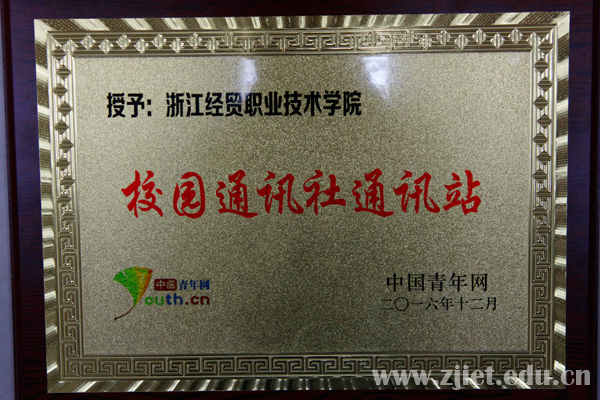 授予：浙江经贸职业技术学院
校园通讯社通讯站
中国青年网
Youth.cn
中国青年网
二〇一六年十二月
www.zjiet.edu.cn